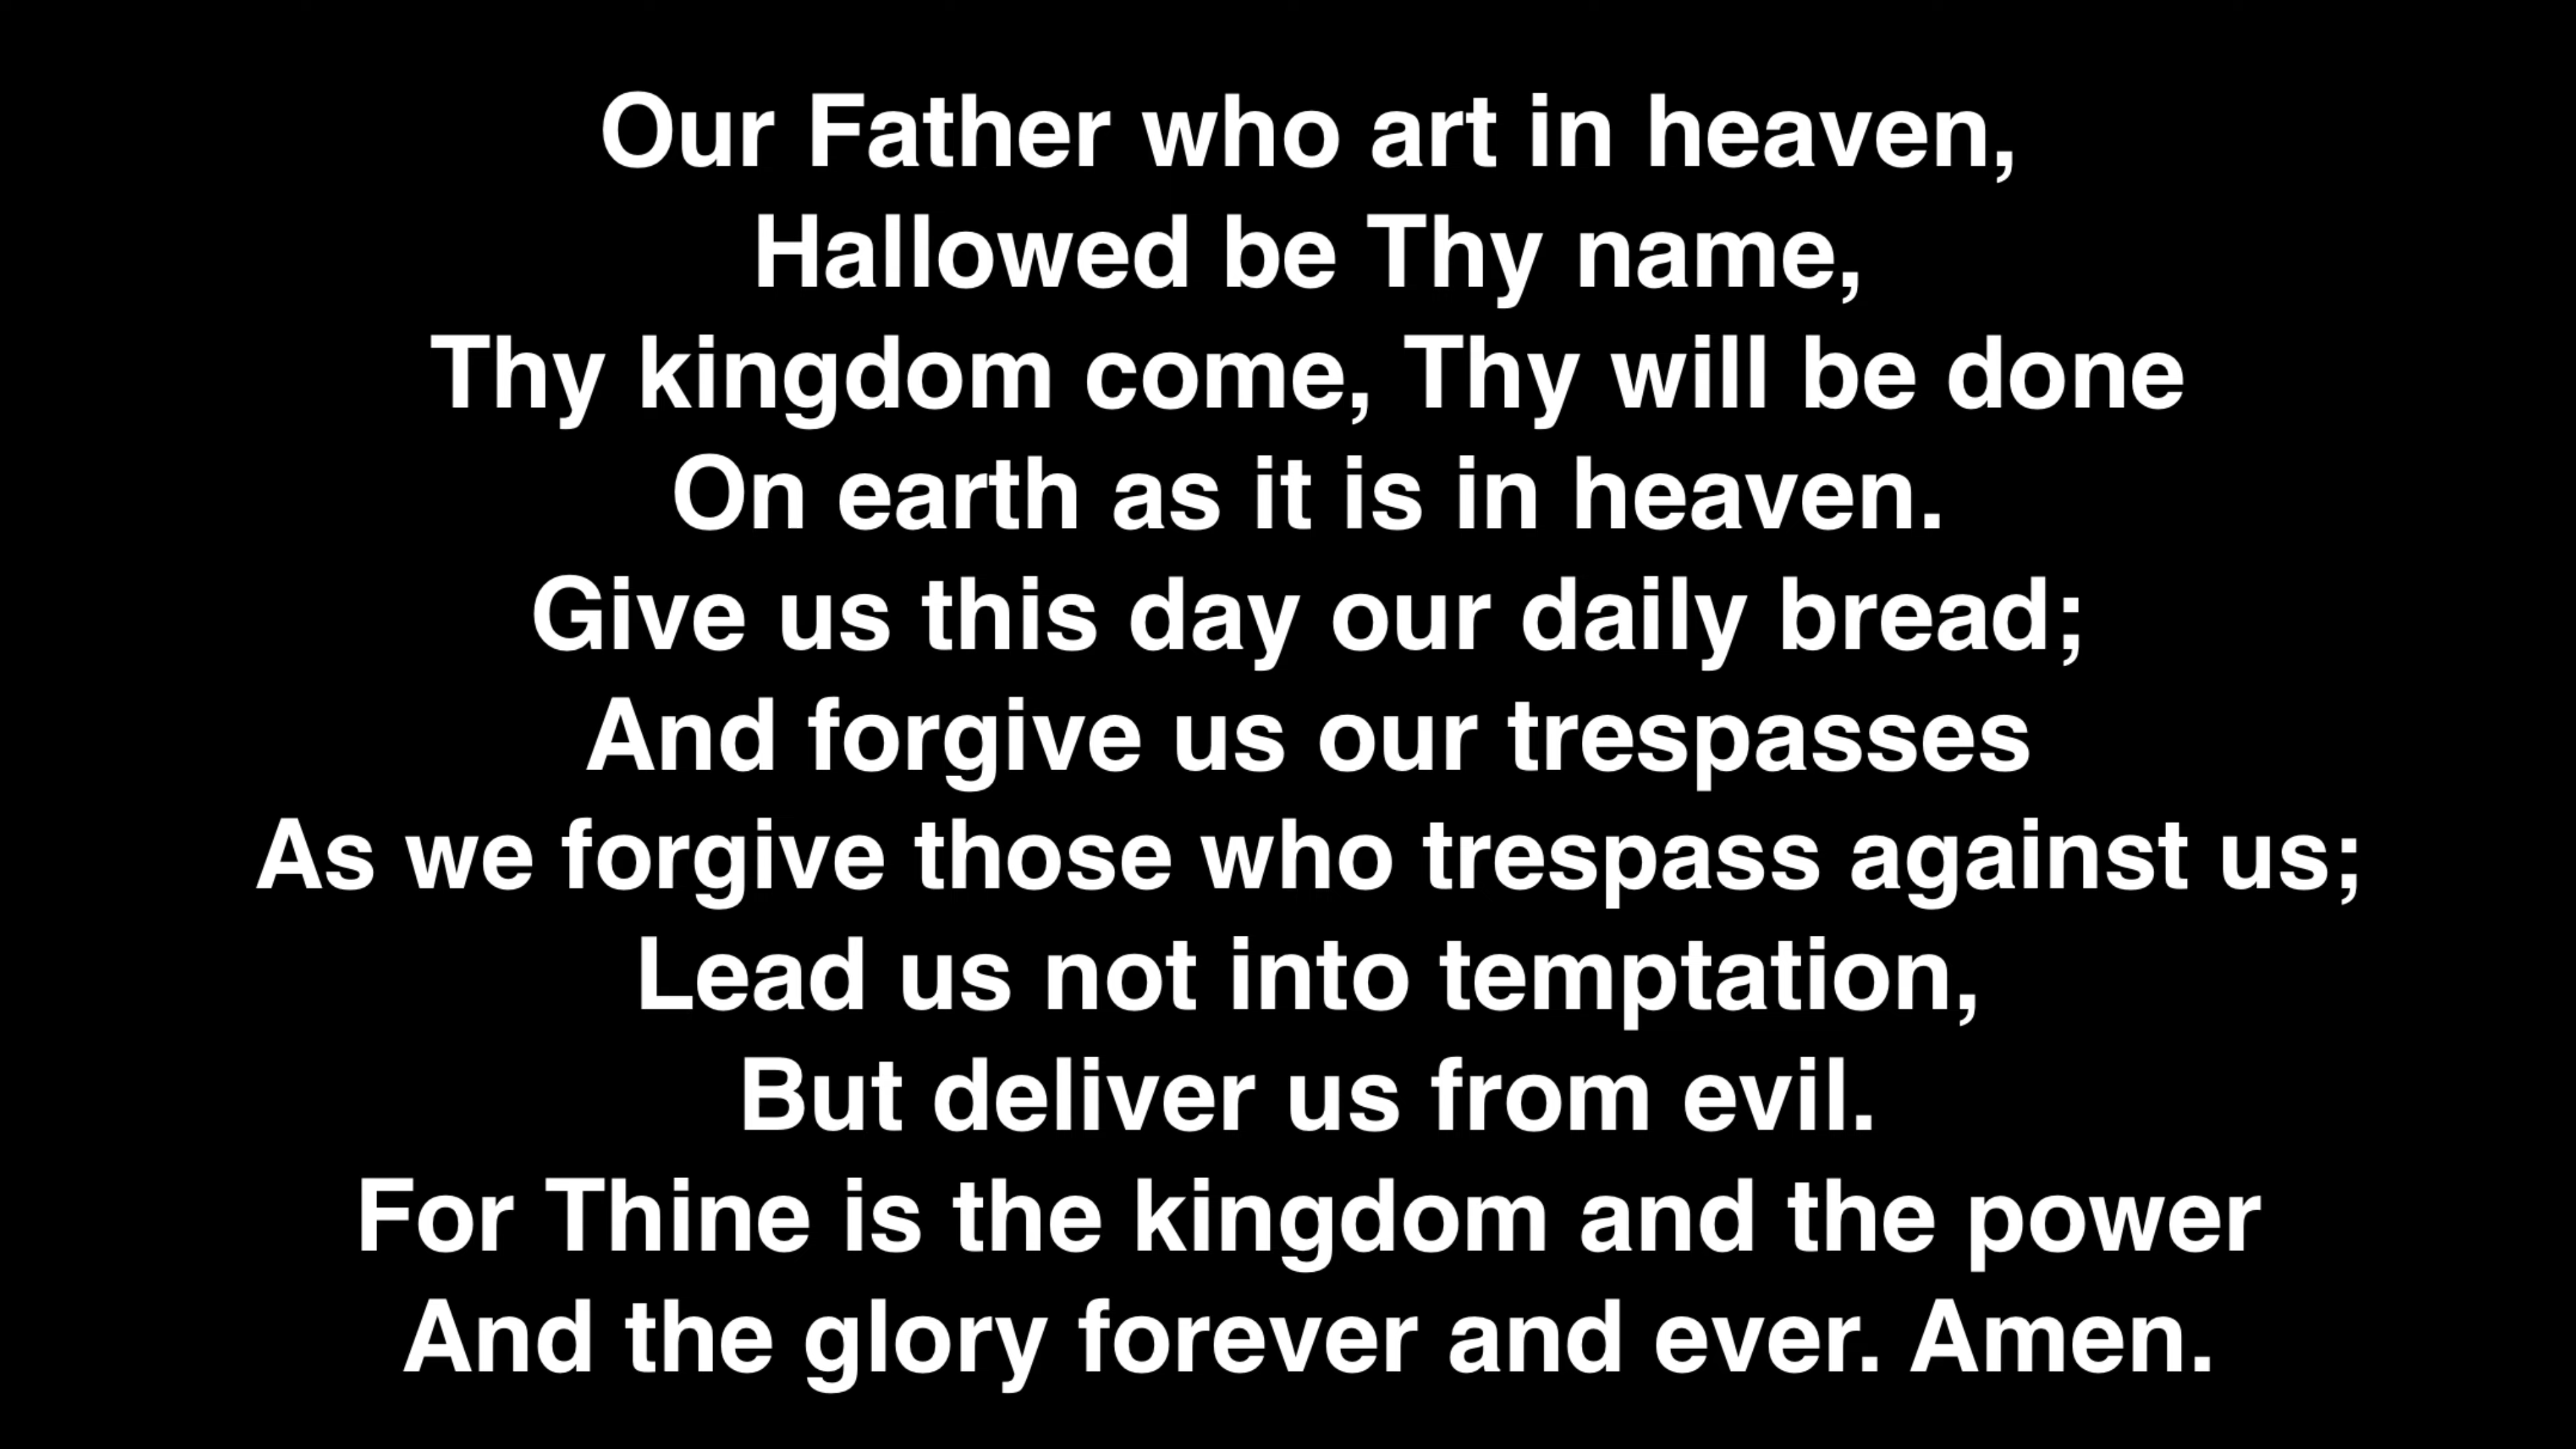 Our Father who art in heaven,
Hallowed be Thy name,
Thy kingdom come, Thy will be done
On earth as it is in heaven.
Give us this day our daily bread;
And forgive us our trespasses
As we forgive those who trespass against us;
Lead us not into temptation,
But deliver us from evil.
For Thine is the kingdom and the power
And the glory forever and ever. Amen.